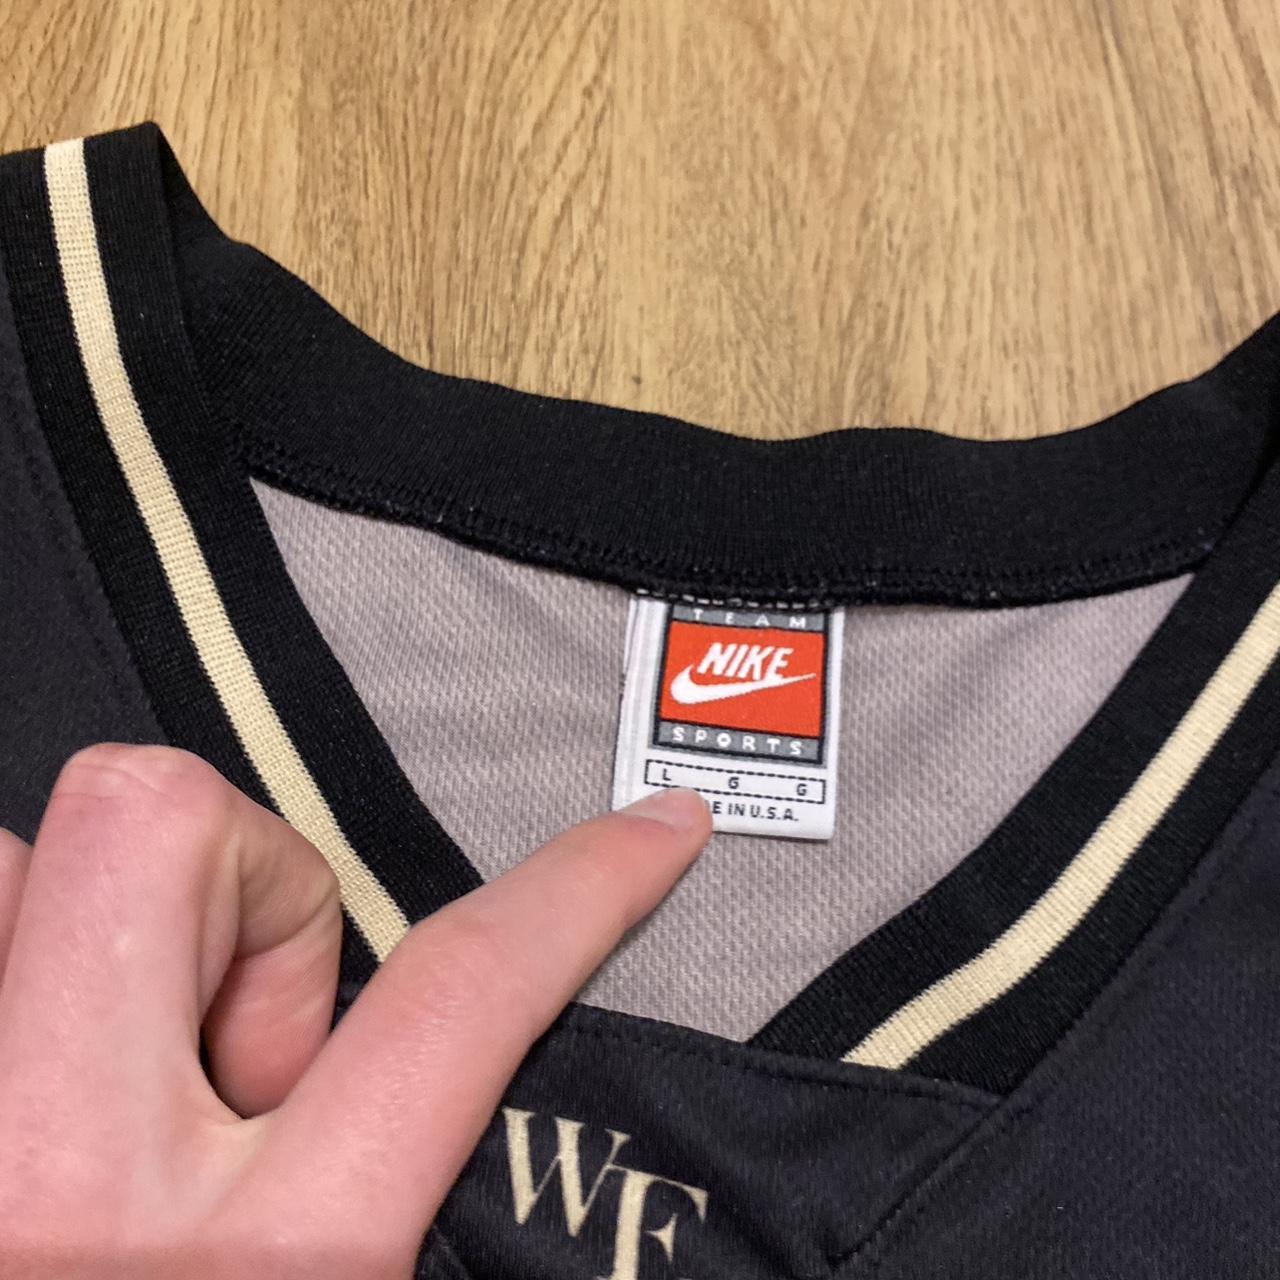 TEAM
NIKE
SPORTS
L G G
E IN U.S.A.
WF